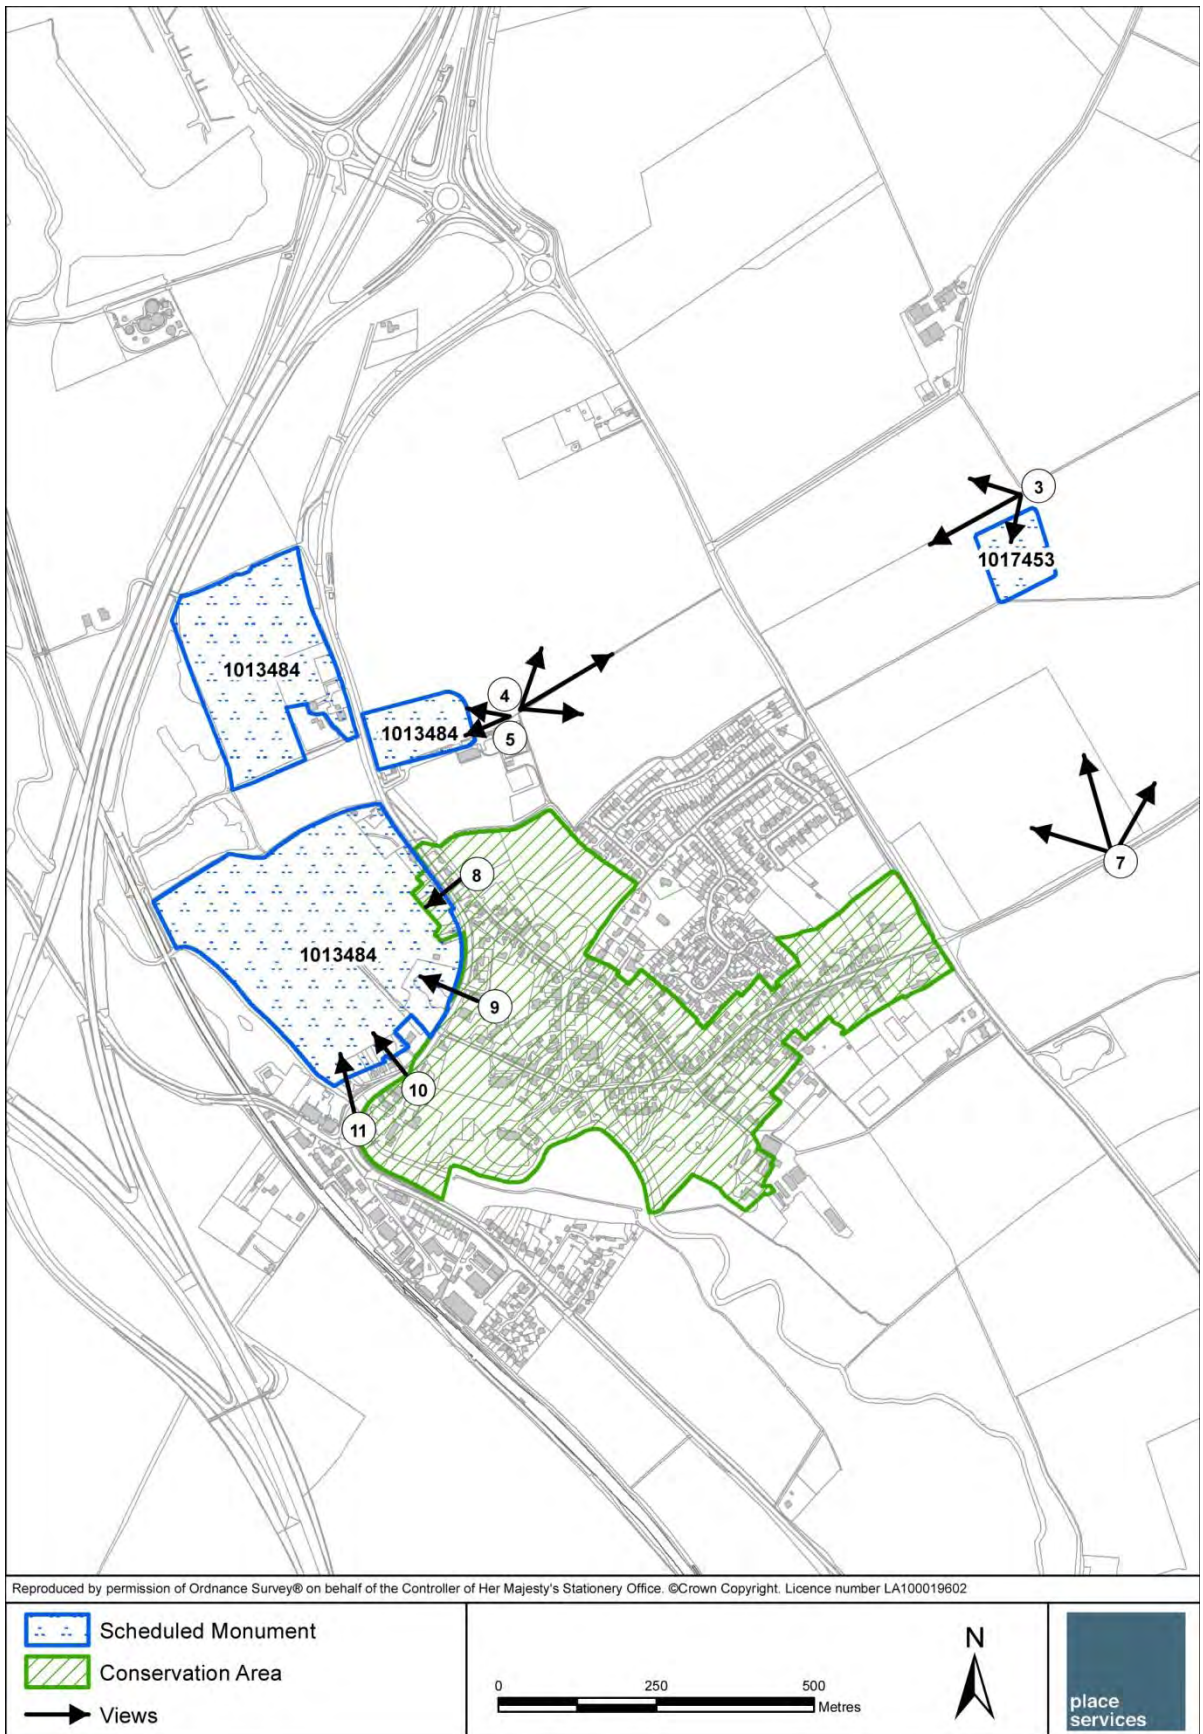 3
1017453
1013484
4
1013484
5
7
8
1013484
9
10
11
Reproduced by permission of Ordnance Survey® on behalf of the Controller of Her Majesty's Stationery Office. ©Crown Copyright. Licence number LA100019602
Scheduled Monument
Conservation Area
Views
0 250 500
Metres
N
place
services